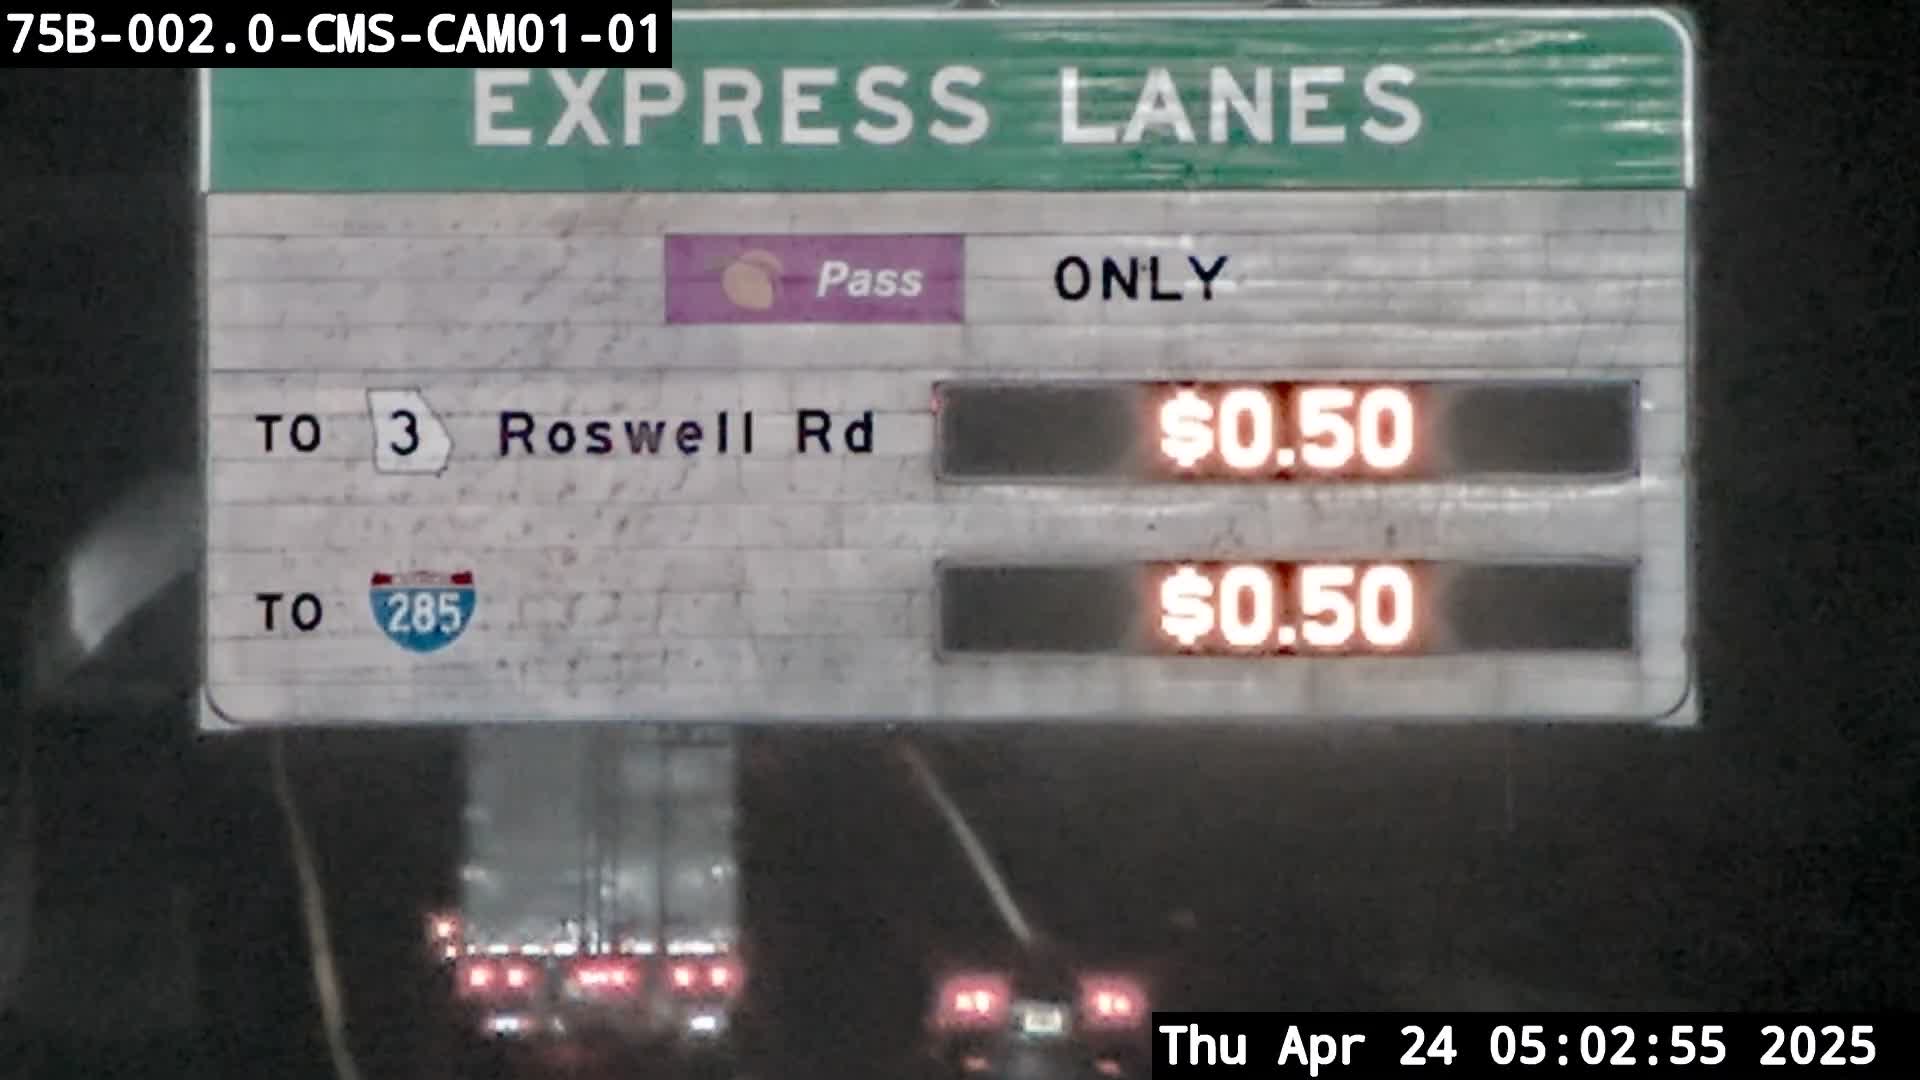 75B-002.0-CMS-CAM01-01
EXPRESS LANES
Pass ONLY
TO 3 Roswell Rd $0.50
TO 285 $0.50
Thu Apr 24 05:02:55 2025